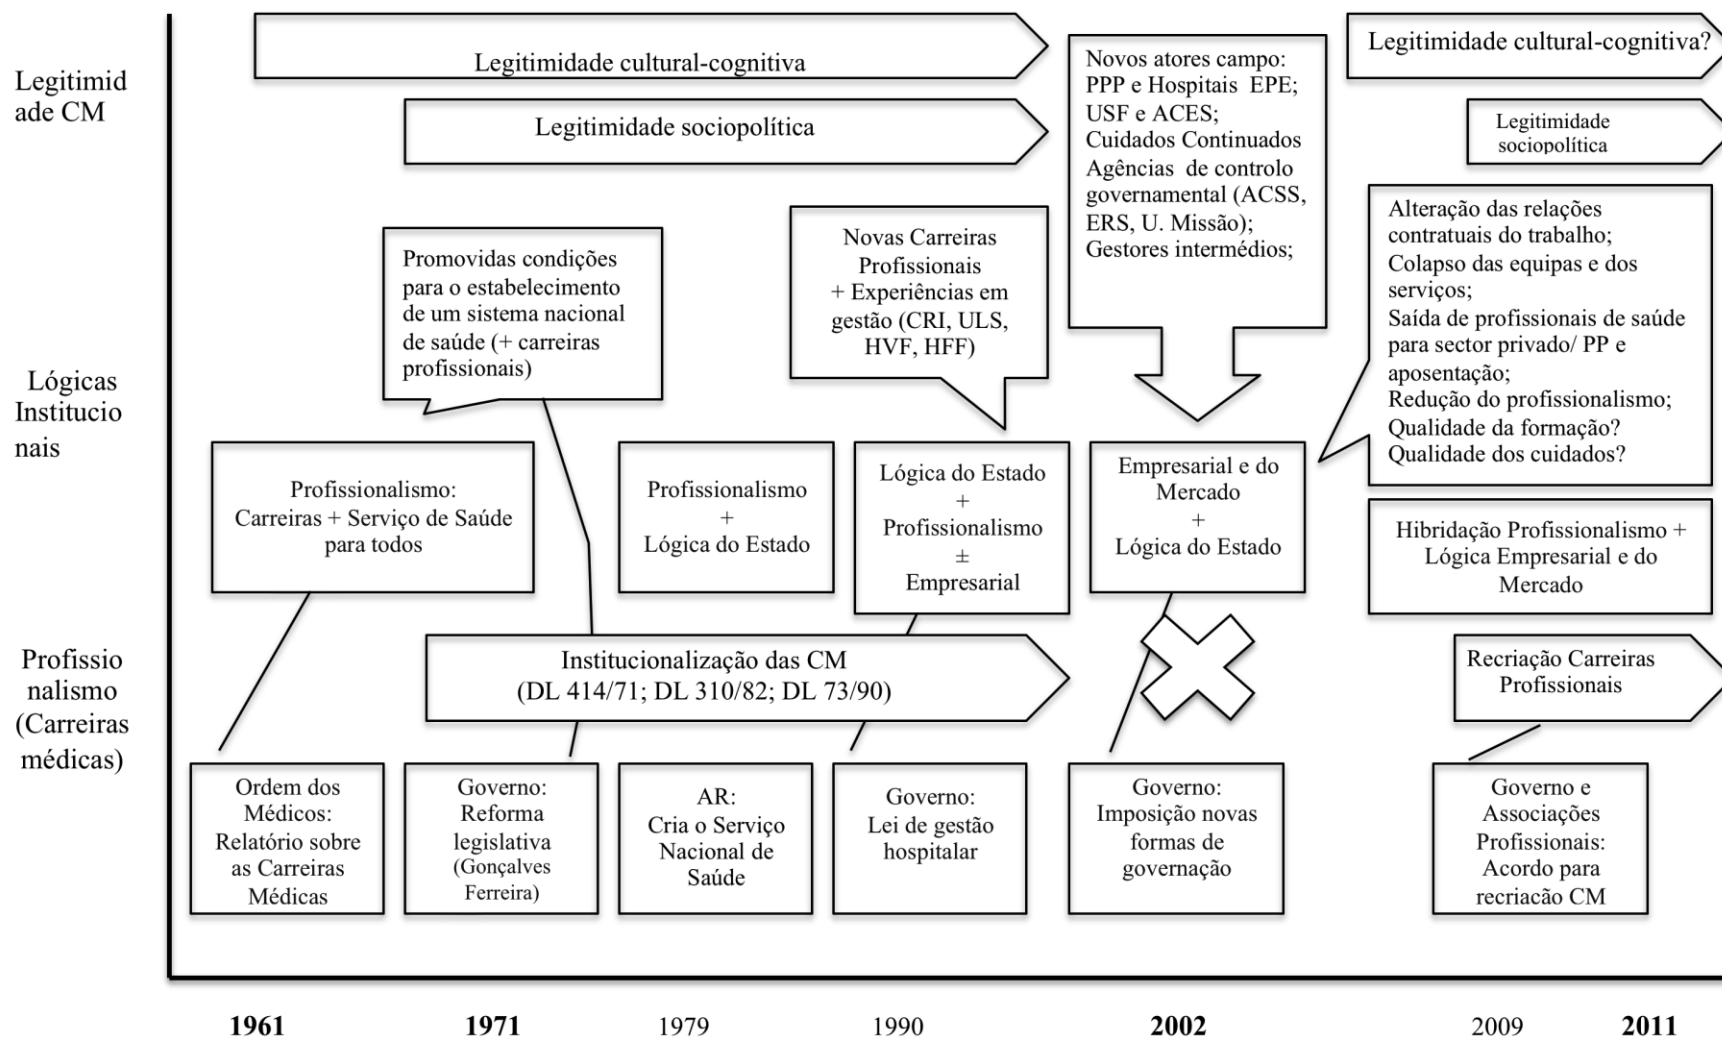 Legitimid
ade CM
Legitimidade cultural-cognitiva
Legitimidade sociopolítica
Novos atores campo:
PPP e Hospitais EPE;
USF e ACES;
Cuidados Continuados
Agências de controlo
governamental (ACSS,
ERS, U. Missão);
Gestores intermédios;
Legitimidade cultural-cognitiva?
Legitimidade
sociopolítica
Lógicas
Institucio
nais
Promovidas condições
para o estabelecimento
de um sistema nacional
de saúde (+ carreiras
profissionais)
Novas Carreiras
Profissionais
+ Experiências em
gestão (CRI, ULS,
HVF, HFF)
Alteração das relações
contratuais do trabalho;
Colapso das equipas e dos
serviços;
Saída de profissionais de saúde
para sector privado/ PP e
aposentação;
Redução do profissionalismo;
Qualidade da formação?
Qualidade dos cuidados?
Profissionalismo:
Carreiras + Serviço de Saúde
para todos
Profissionalismo
+
Lógica do Estado
Lógica do Estado
+
Profissionalismo
±
Empresarial
Empresarial e do
Mercado
+
Lógica do Estado
Hibridação Profissionalismo +
Lógica Empresarial e do
Mercado
Profissio
nalismo
(Carreiras
médicas)
Institucionalização das CM
(DL 414/71; DL 310/82; DL 73/90)
Recriação Carreiras
Profissionais
Ordem dos
Médicos:
Relatório sobre
as Carreiras
Médicas
Governo:
Reforma
legislativa
(Gonçalves
Ferreira)
AR:
Cria o Serviço
Nacional de
Saúde
Governo:
Lei de gestão
hospitalar
Governo:
Imposição novas
formas de
governação
Governo e
Associações
Profissionais:
Acordo para
recriacão CM
1961
1971
1979
1990
2002
2009
2011